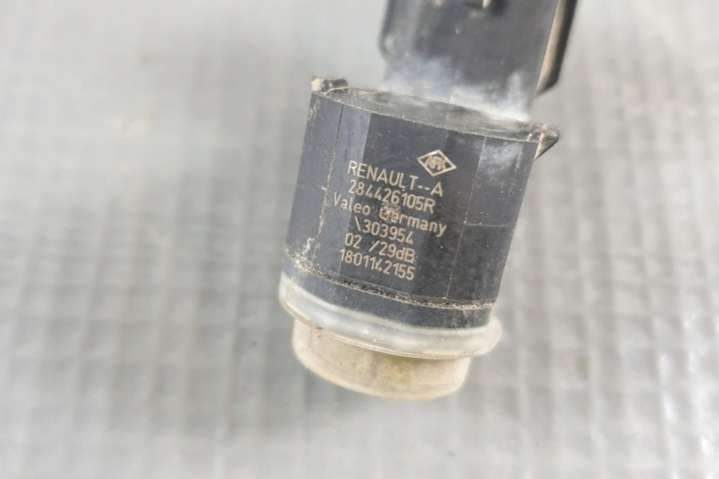 RENAULT--A
284426105R
Valeo Germany
\303954
02 /29dB
1801142155